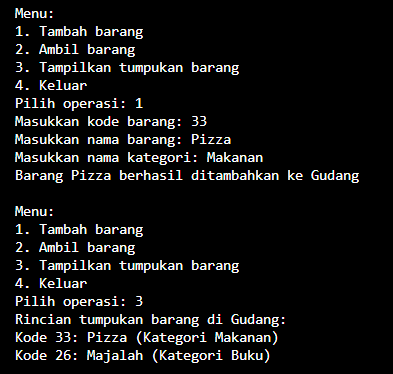 Menu:
1. Tambah barang
2. Ambil barang
3. Tampilkan tumpukan barang
4. Keluar
Pilih operasi: 1
Masukkan kode barang: 33
Masukkan nama barang: Pizza
Masukkan nama kategori: Makanan
Barang Pizza berhasil ditambahkan ke Gudang

Menu:
1. Tambah barang
2. Ambil barang
3. Tampilkan tumpukan barang
4. Keluar
Pilih operasi: 3
Rincian tumpukan barang di Gudang:
Kode 33: Pizza (Kategori Makanan)
Kode 26: Majalah (Kategori Buku)